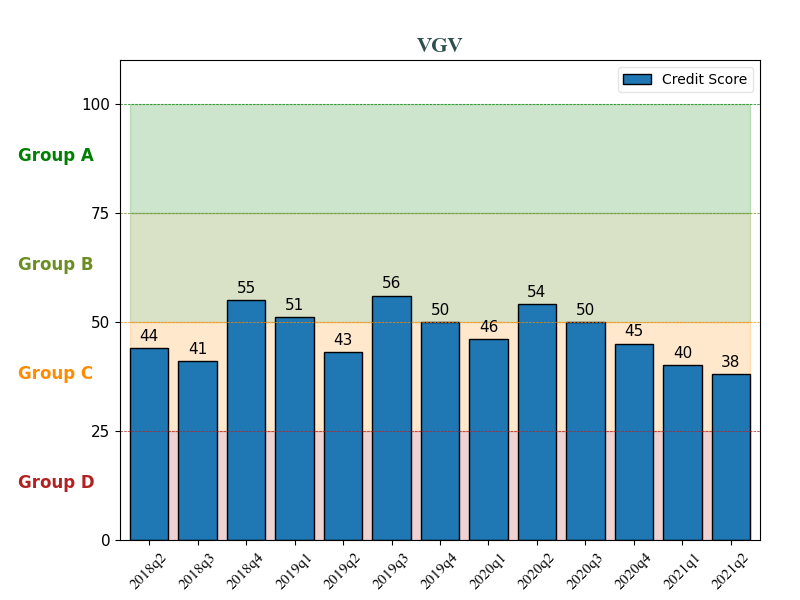 VGV
Credit Score
100
Group A
75
Group B
56
55
54
51
50
50
50
46
45
44
43
41
40
38
Group C
25
Group D
0
2018q2
2018q3
2018q4
2019q1
2019q2
2019q3
2019q4
2020q1
2020q2
2020q3
2020q4
2021q1
2021q2